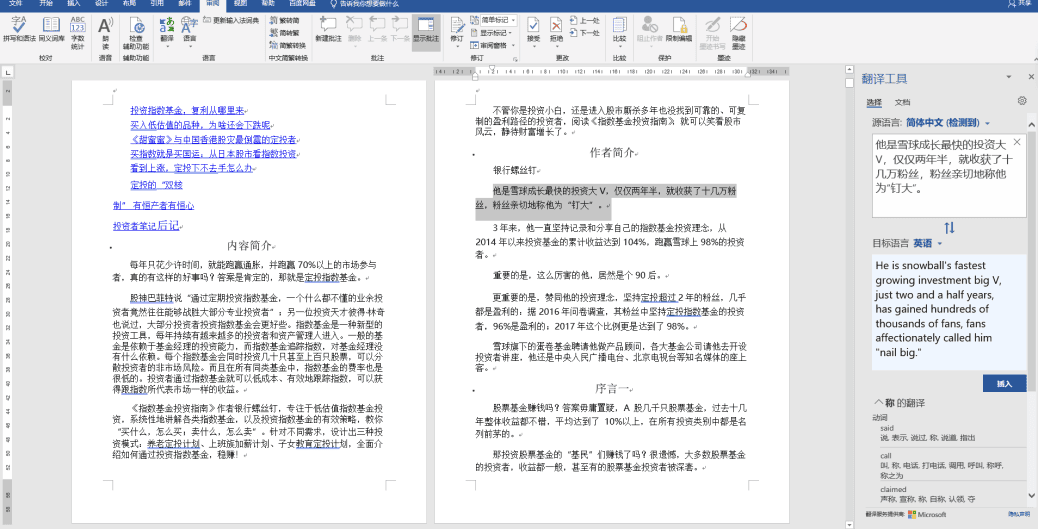 文件 开始 插入 设计 布局 引用 邮件 审阅 视图 帮助 百度网盘 告诉我你想要做什么 共享
拼写和语法 同义词库 字数统计 朗读 检查辅助功能 翻译 语言 更新输入法词典 繁转简 简转繁 简繁转换 新建批注 删除 上一条 下一条 显示批注 修订 简单标记 显示标记 审阅窗格 接受 拒绝 上一处 下一处 比较 阻止作者 限制编辑 开始墨迹书写 隐藏墨迹
校对 语音 辅助功能 语言 中文简繁转换 批注 修订 更改 比较 保护 墨迹
投资指数基金，复利从哪里来
买入低估值的品种，为啥还会下跌呢
《甜蜜蜜》与中国香港股灾最倒霉的定投者
买指数就是买国运，从日本股市看指数投资
看到上涨，定投下不去手怎么办
定投的“双核
制” 有恒产者有恒心
投资者笔记后记
内容简介
每年只花少许时间，就能跑赢通胀，并跑赢 70%以上的市场参与
者，真的有这样的好事吗？答案是肯定的，那就是定投指数基金。
股神巴菲特说“通过定期投资指数基金，一个什么都不懂的业余投
资者竟然往往能够战胜大部分专业投资者”；另一位投资天才彼得·林奇
也说过，大部分投资者投资指数基金会更好些。指数基金是一种新型的
投资工具，每年持续有越来越多的投资者和资产管理人进入。一般的基
金是依赖于基金经理的投资能力，而指数基金追踪指数，对基金经理没
有什么依赖。每个指数基金会同时投资几十只甚至上百只股票，可以分
散投资者的非市场风险。而且在所有同类基金中，指数基金的费率也是
很低的。投资者通过指数基金就可以低成本、有效地跟踪指数，可以获
得跟指数所代表市场一样的收益。
《指数基金投资指南》作者银行螺丝钉，专注于低估值指数基金投
资，系统性地讲解各类指数基金，以及投资指数基金的有效策略，教你
“买什么，怎么买，卖什么，怎么卖”。针对不同需求，设计出三种投
资模式：养老定投计划、上班族加薪计划、子女教育定投计划，全面介
绍如何通过投资指数基金，稳赚！
不管你是投资小白，还是进入股市厮杀多年也没找到可靠的、可复
制的盈利路径的投资者，阅读《指数基金投资指南》，就可以笑看股市
风云，静待财富增长了。
作者简介
银行螺丝钉
他是雪球成长最快的投资大 V，仅仅两年半，就收获了十几万粉
丝，粉丝亲切地称他为“钉大”。
3 年来，他一直坚持记录和分享自己的指数基金投资理念，从
2014 年以来投资基金的累计收益达到 104%，跑赢雪球上 98%的投资
者。
重要的是，这么厉害的他，居然是个 90 后。
更重要的是，赞同他的投资理念，坚持定投超过 2 年的粉丝，几乎
都是盈利的，据 2016 年问卷调查，其粉丝中坚持定投指数基金的投资
者，96%是盈利的；2017 年这个比例更是达到了 98%。
雪球旗下的蛋卷基金聘请他做产品顾问，各大基金公司请他去开设
投资者讲座，他还是中央人民广播电台、北京电视台等知名媒体的座上
客。
序言一
股票基金赚钱吗？答案毋庸置疑，A 股几千只股票基金，过去十几
年整体收益都不错，平均达到了 10%以上，在所有投资类别中都是名
列前茅的。
那投资股票基金的“基民”们赚钱了吗？很遗憾，大多数股票基金
的投资者，收益都一般，甚至有的股票基金投资者被深套。
翻译工具
选择 文档
源语言: 简体中文 (检测到)
他是雪球成长最快的投资大
V，仅仅两年半，就收获了十
几万粉丝，粉丝亲切地称他
为“钉大”。
目标语言 英语
He is snowball's fastest
growing investment big V,
just two and a half years,
has gained hundreds of
thousands of fans, fans
affectionately called him
"nail big."
插入
称 的翻译
动词
said
说, 表示, 说过, 称, 说道, 指出
call
叫, 称, 电话, 打电话, 调用, 呼叫, 称呼,
称之为
claimed
声称, 宣称, 称, 自称, 认领, 夺
翻译服务提供商: Microsoft 隐私声明